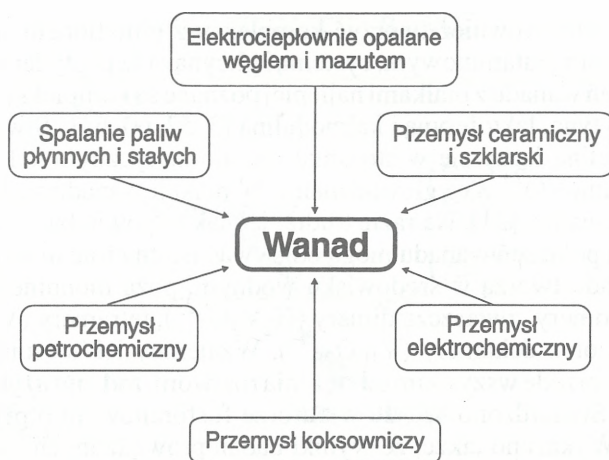 Elektrociepłownie opalane
węglem i mazutem
Spalanie paliw
płynnych i stałych
Przemysł ceramiczny
i szklarski
Wanad
Przemysł
petrochemiczny
Przemysł
elektrochemiczny
Przemysł koksowniczy